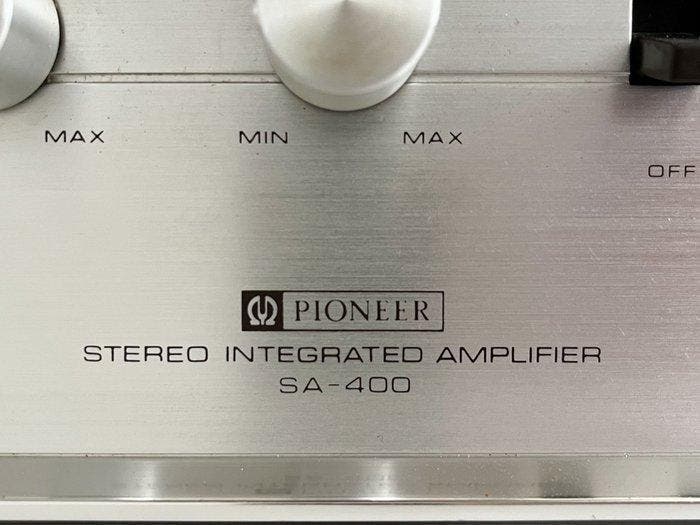 MAX MIN MAX
OFF
PIONEER
STEREO INTEGRATED AMPLIFIER
SA-400